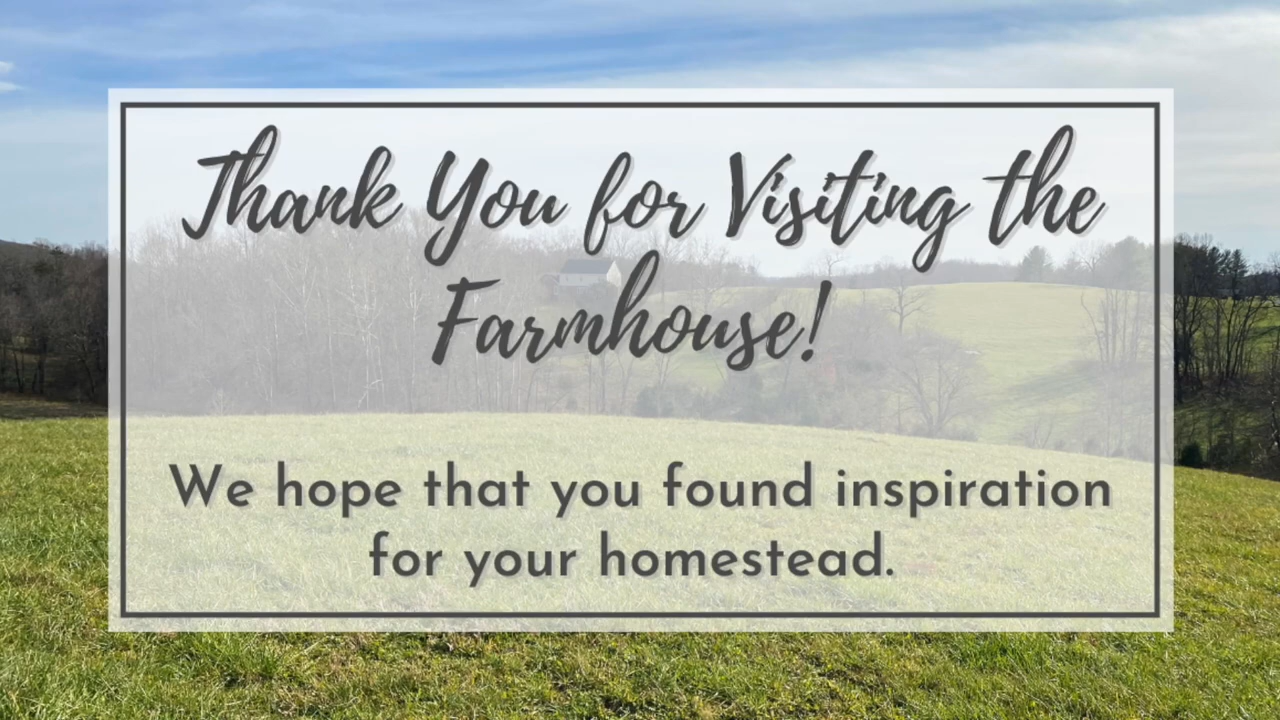 Thank You for Visiting the
Farmhouse!
We hope that you found inspiration
for your homestead.